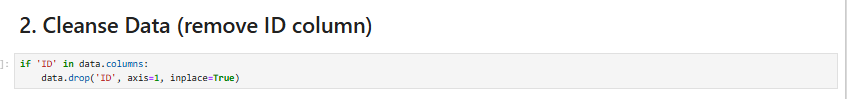 2. Cleanse Data (remove ID column)
]: if 'ID' in data.columns:
data.drop('ID', axis=1, inplace=True)